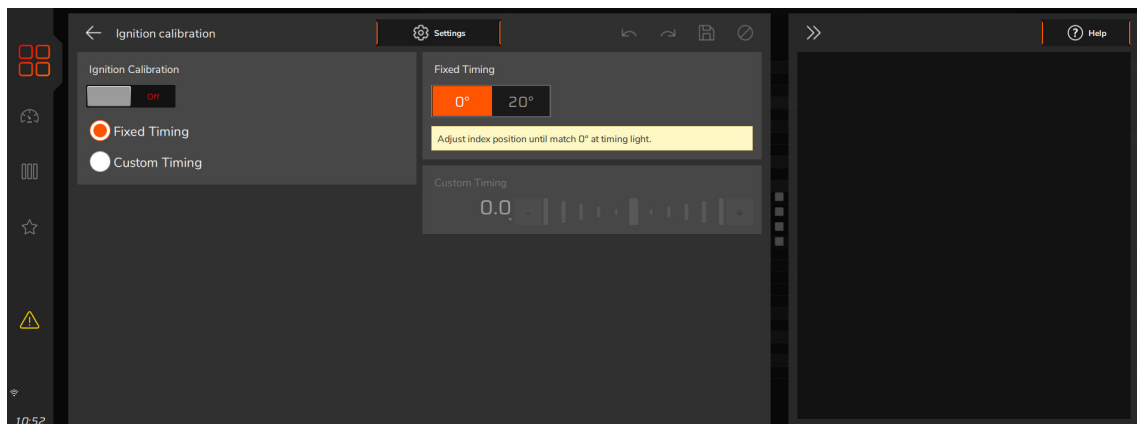 Ignition calibration
Settings
Help
Ignition Calibration
Off
Fixed Timing
Custom Timing
Fixed Timing
0°
20°
Adjust index position until match 0° at timing light.
Custom Timing
0.0
-
+
10:52